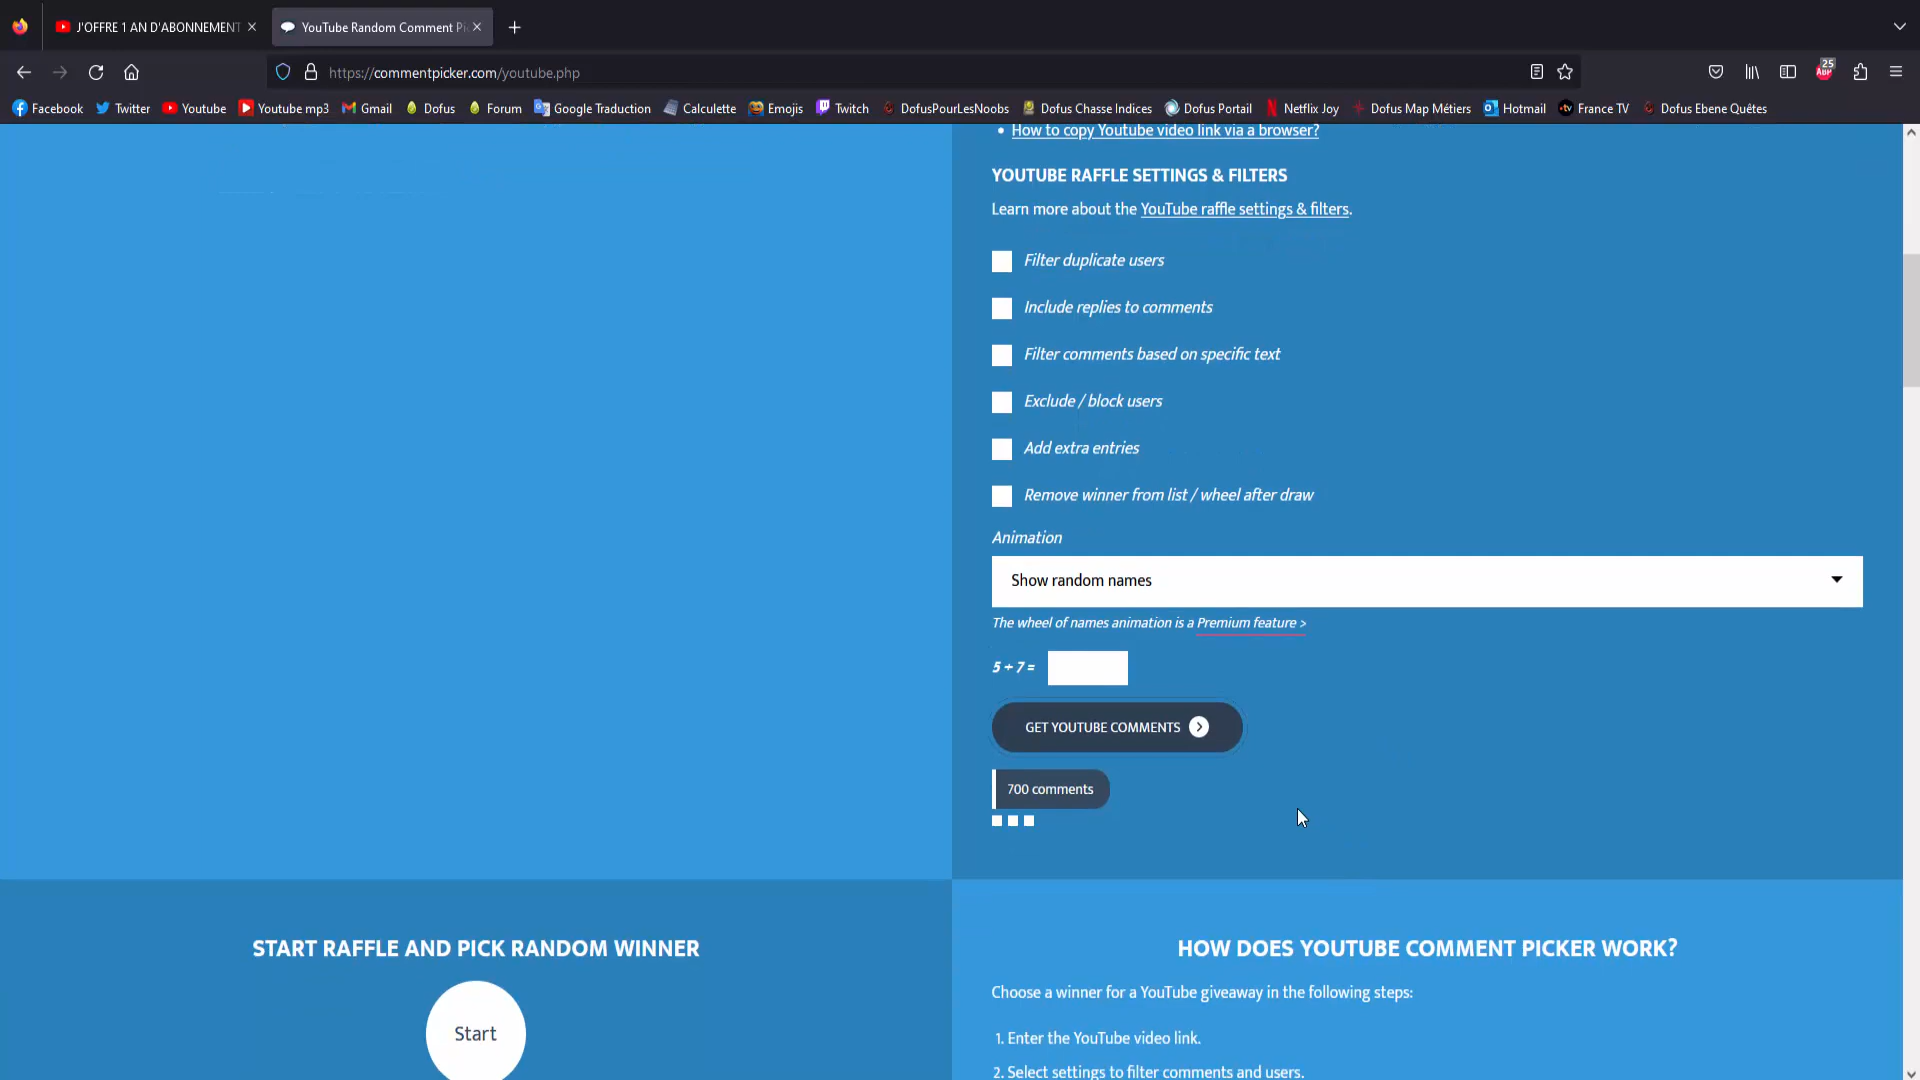 J'OFFRE 1 AN D'ABONNEMENT
YouTube Random Comment Pi
https://commentpicker.com/youtube.php
25
ABP
Facebook
Twitter
Youtube
Youtube mp3
Gmail
Dofus
Forum
Google Traduction
Calculette
Emojis
Twitch
DofusPourLesNoobs
Dofus Chasse Indices
Dofus Portail
Netflix Joy
Dofus Map Métiers
Hotmail
France TV
Dofus Ebene Quêtes
• How to copy Youtube video link via a browser?
YOUTUBE RAFFLE SETTINGS & FILTERS
Learn more about the YouTube raffle settings & filters.
Filter duplicate users
Include replies to comments
Filter comments based on specific text
Exclude / block users
Add extra entries
Remove winner from list / wheel after draw
Animation
Show random names
The wheel of names animation is a Premium feature >
5 + 7 =
GET YOUTUBE COMMENTS
700 comments
START RAFFLE AND PICK RANDOM WINNER
Start
HOW DOES YOUTUBE COMMENT PICKER WORK?
Choose a winner for a YouTube giveaway in the following steps:
1. Enter the YouTube video link.
2. Select settings to filter comments and users.